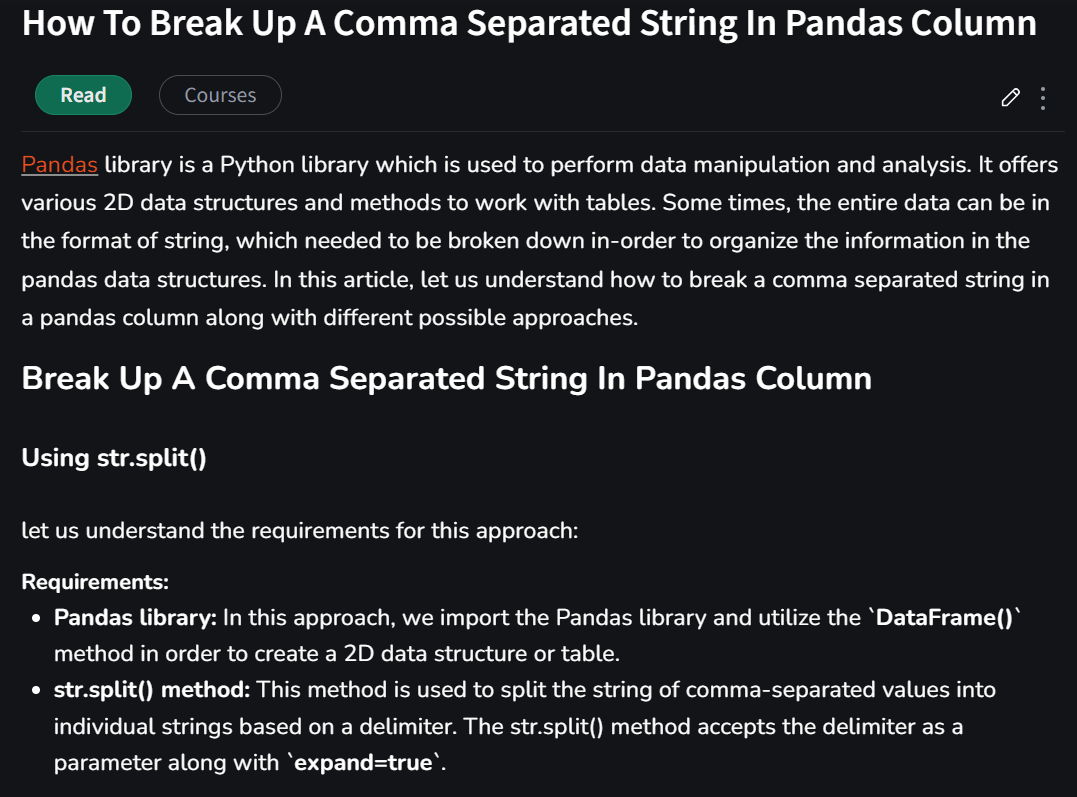 How To Break Up A Comma Separated String In Pandas Column
Read
Courses
Pandas library is a Python library which is used to perform data manipulation and analysis. It offers
various 2D data structures and methods to work with tables. Some times, the entire data can be in
the format of string, which needed to be broken down in-order to organize the information in the
pandas data structures. In this article, let us understand how to break a comma separated string in
a pandas column along with different possible approaches.
Break Up A Comma Separated String In Pandas Column
Using str.split()
let us understand the requirements for this approach:
Requirements:
• Pandas library: In this approach, we import the Pandas library and utilize the `DataFrame()`
method in order to create a 2D data structure or table.
• str.split() method: This method is used to split the string of comma-separated values into
individual strings based on a delimiter. The str.split() method accepts the delimiter as a
parameter along with `expand=true`.